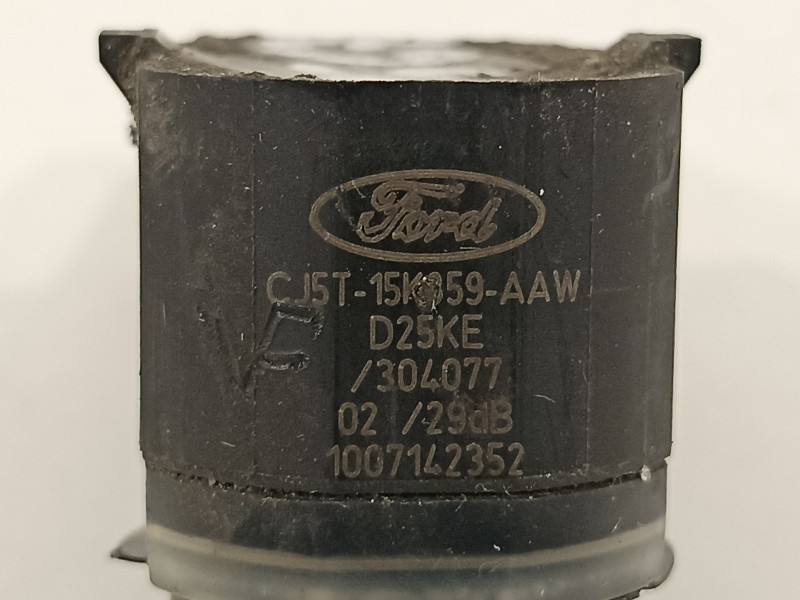 Ford
CJ5T-15K859-AAW
D25KE
/304077
02 /29dB
1007142352